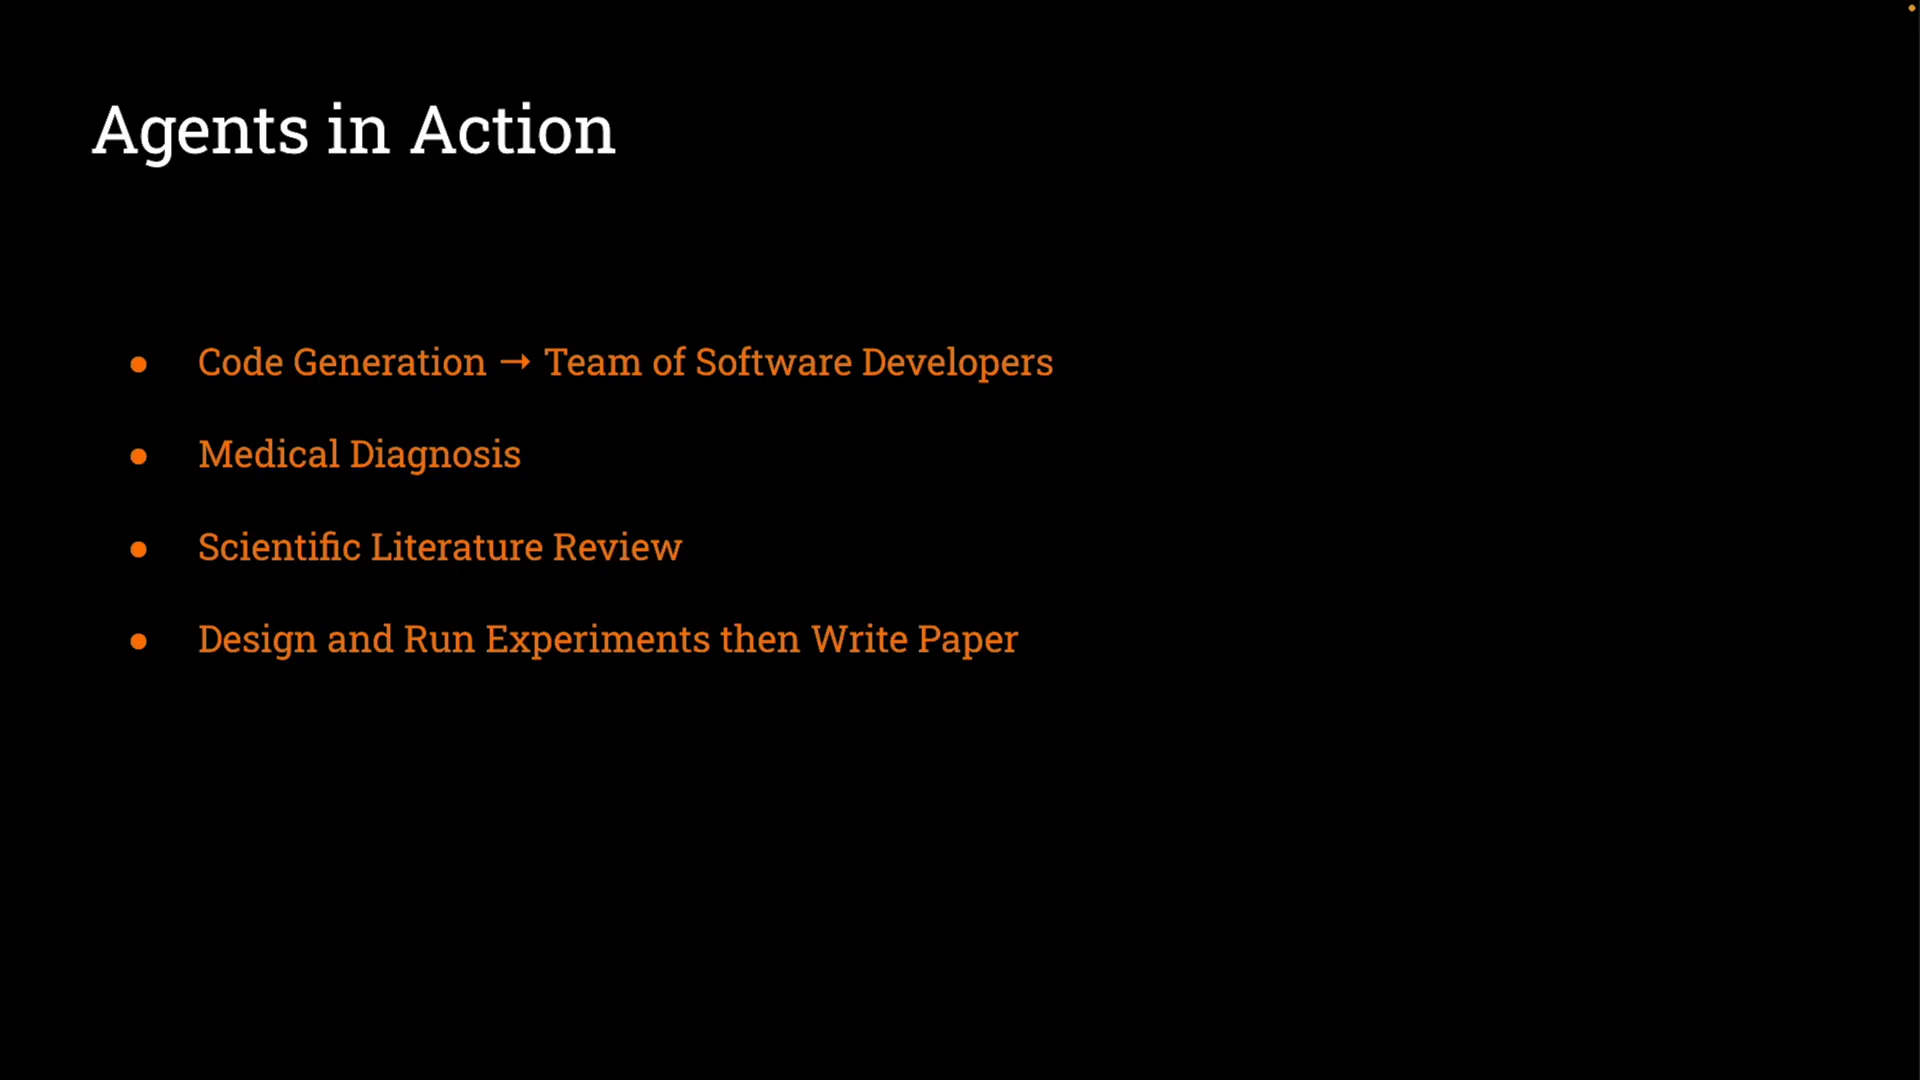 Agents in Action
● Code Generation → Team of Software Developers
● Medical Diagnosis
● Scientific Literature Review
● Design and Run Experiments then Write Paper